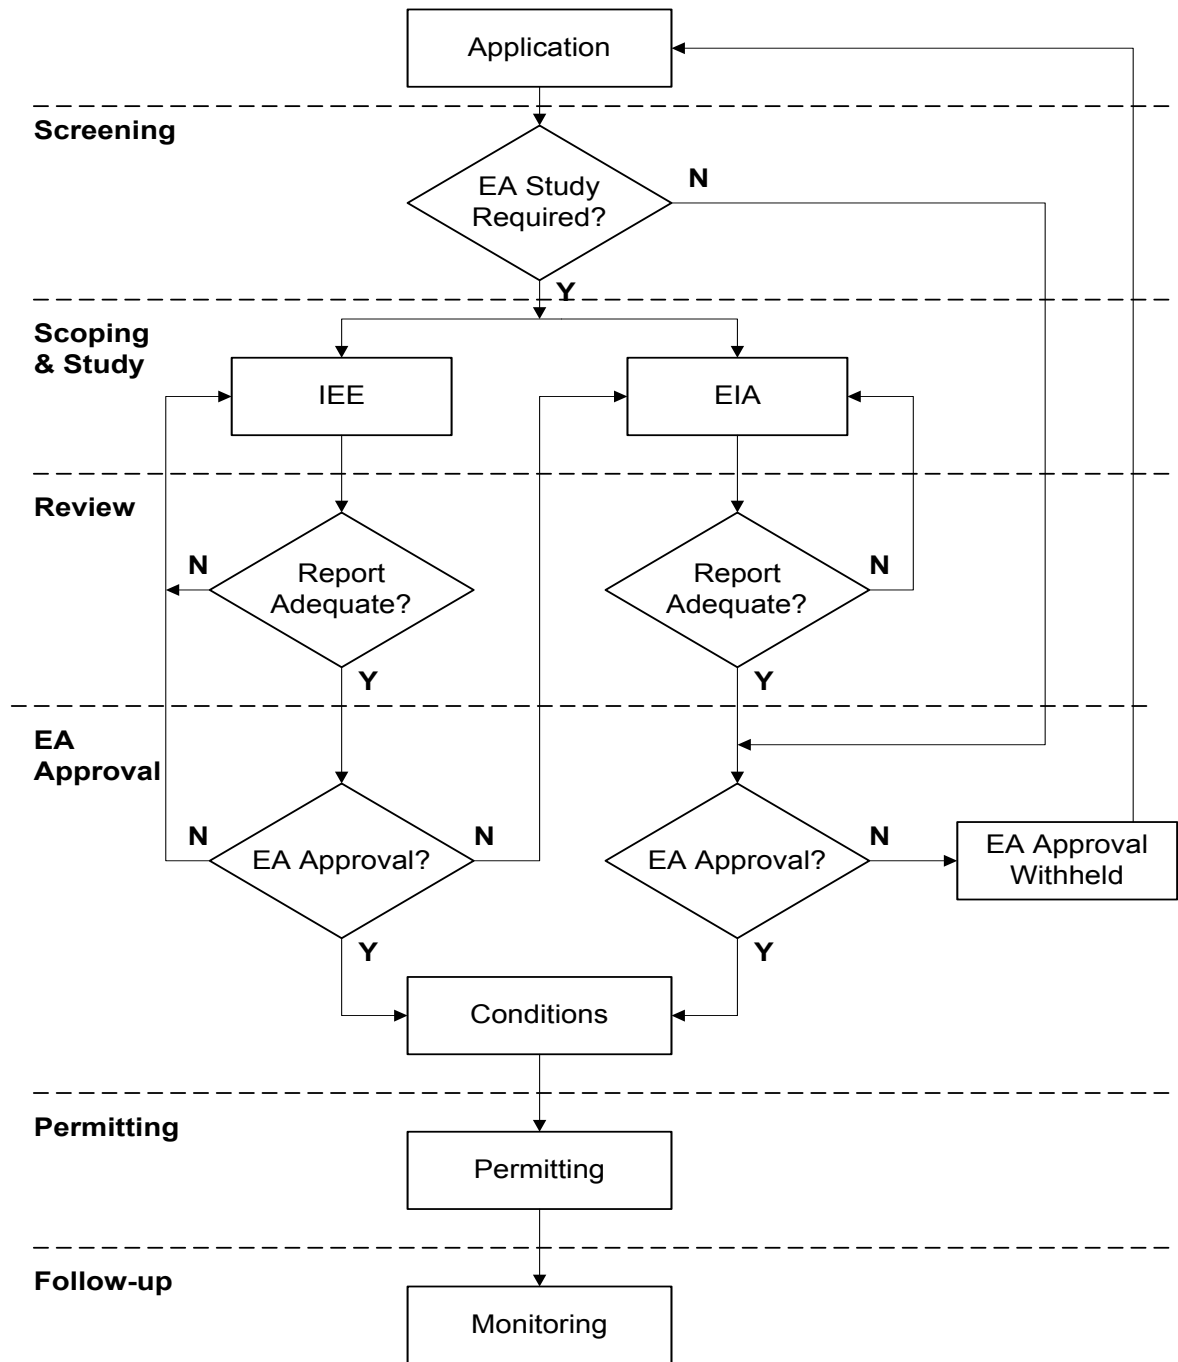 Application
Screening
EA Study
Required?
N
Y
Scoping
& Study
IEE
EIA
Review
N
Report
Adequate?
Report
Adequate?
N
Y
Y
EA
Approval
N
EA Approval?
N
EA Approval?
N
EA Approval
Withheld
Y
Y
Conditions
Permitting
Permitting
Follow-up
Monitoring